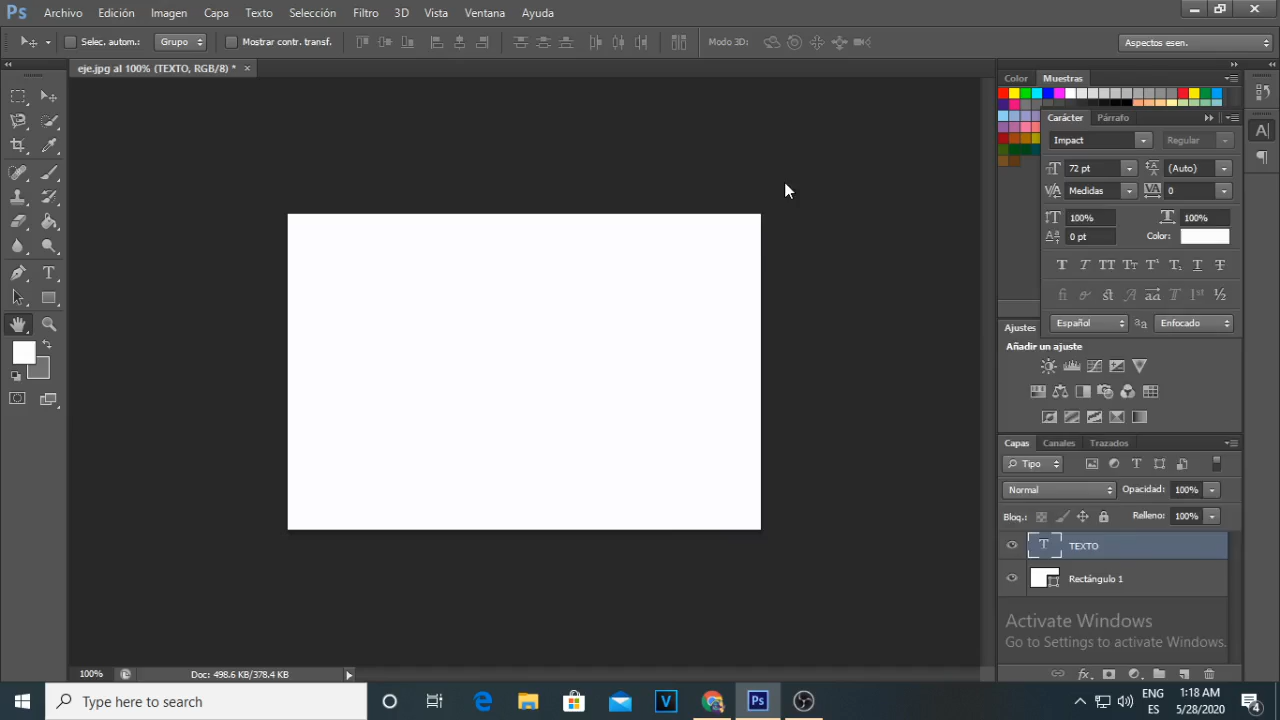 Ps Archivo Edición Imagen Capa Texto Selección Filtro 3D Vista Ventana Ayuda
Selec. autom.: Grupo Mostrar contr. transf. Modo 3D: Aspectos esen.
eje.jpg al 100% (TEXTO, RGB/8) * ×
Color Muestras
Carácter Párrafo
Impact Regular
72 pt (Auto)
Medidas 0
100% 100%
0 pt Color:
Español aa Enfocado
Ajustes
Añadir un ajuste
Capas Canales Trazados
Tipo
Normal Opacidad: 100%
Bloq.: Relleno: 100%
T TEXTO
Rectángulo 1
Activate Windows
Go to Settings to activate Windows.
100% Doc: 498.6 KB/378.4 KB
Type here to search
V
Ps
ENG
ES
1:18 AM
5/28/2020
4